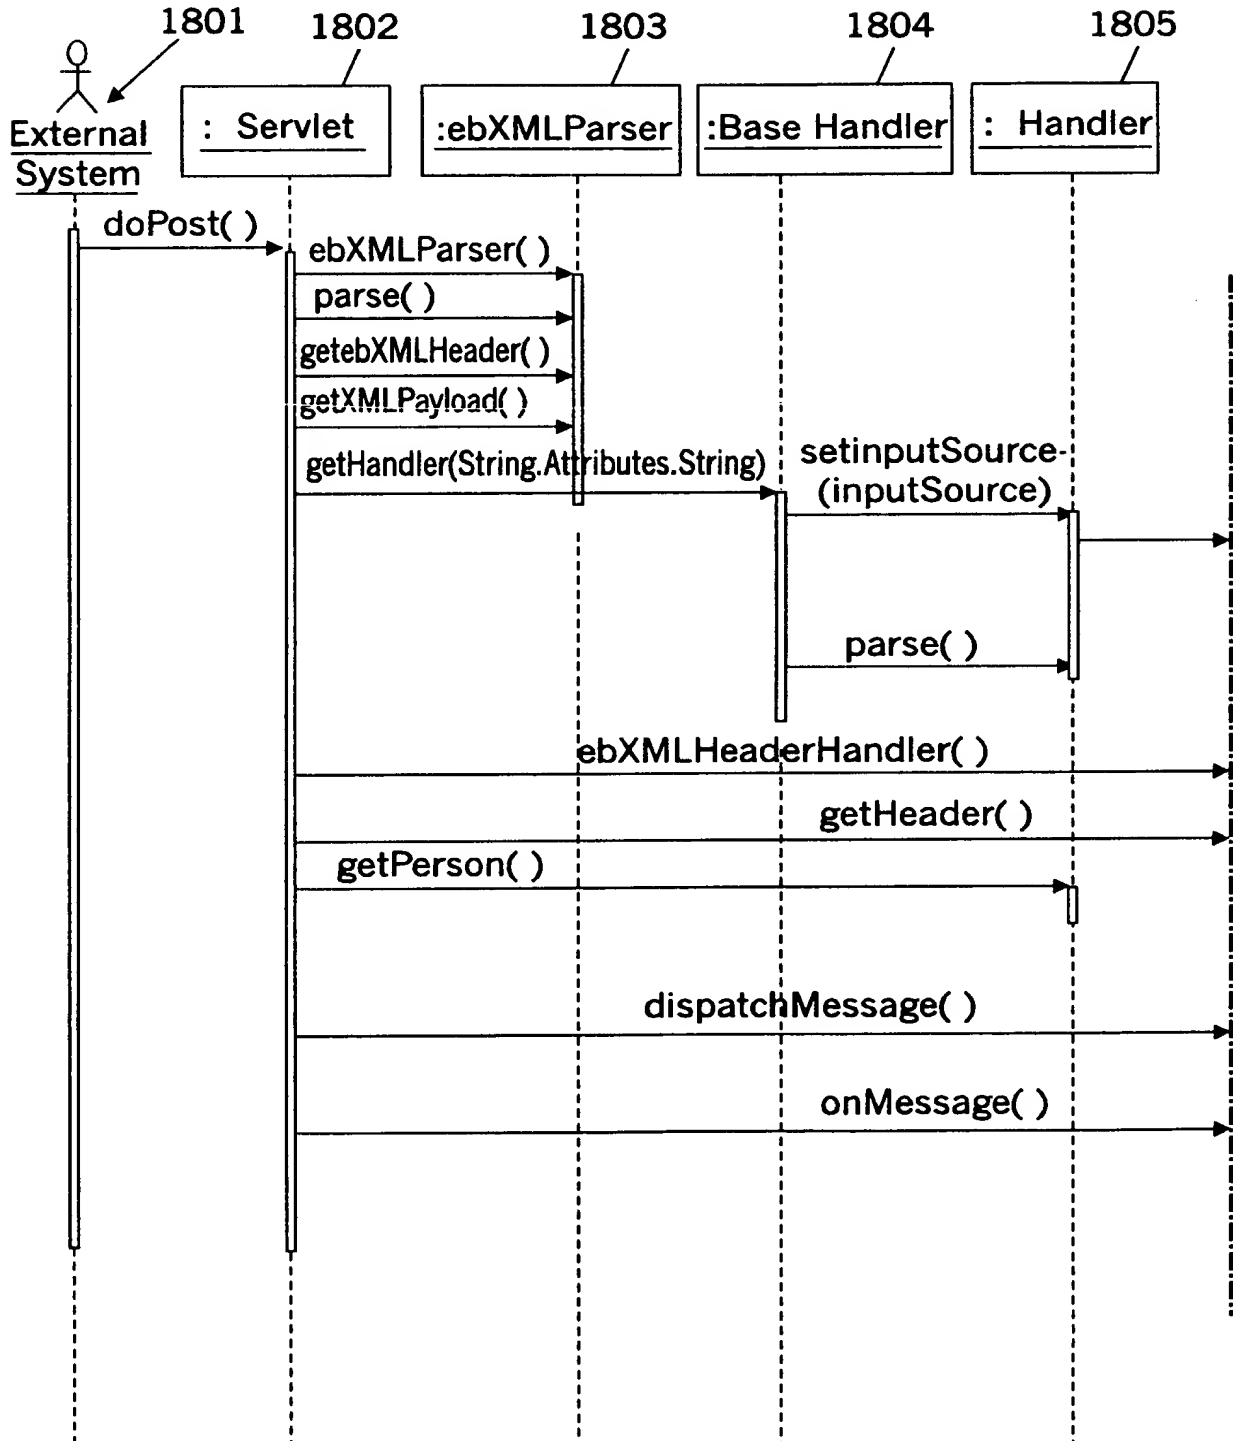 1801
1802
1803
1804
1805
External
System
: Servlet
:ebXMLParser
:Base Handler
: Handler
doPost( )
ebXMLParser( )
parse( )
getebXMLHeader( )
getXMLPayload( )
getHandler(String.Attributes.String)
setinputSource-
(inputSource)
parse( )
ebXMLHeaderHandler( )
getHeader( )
getPerson( )
dispatchMessage( )
onMessage( )